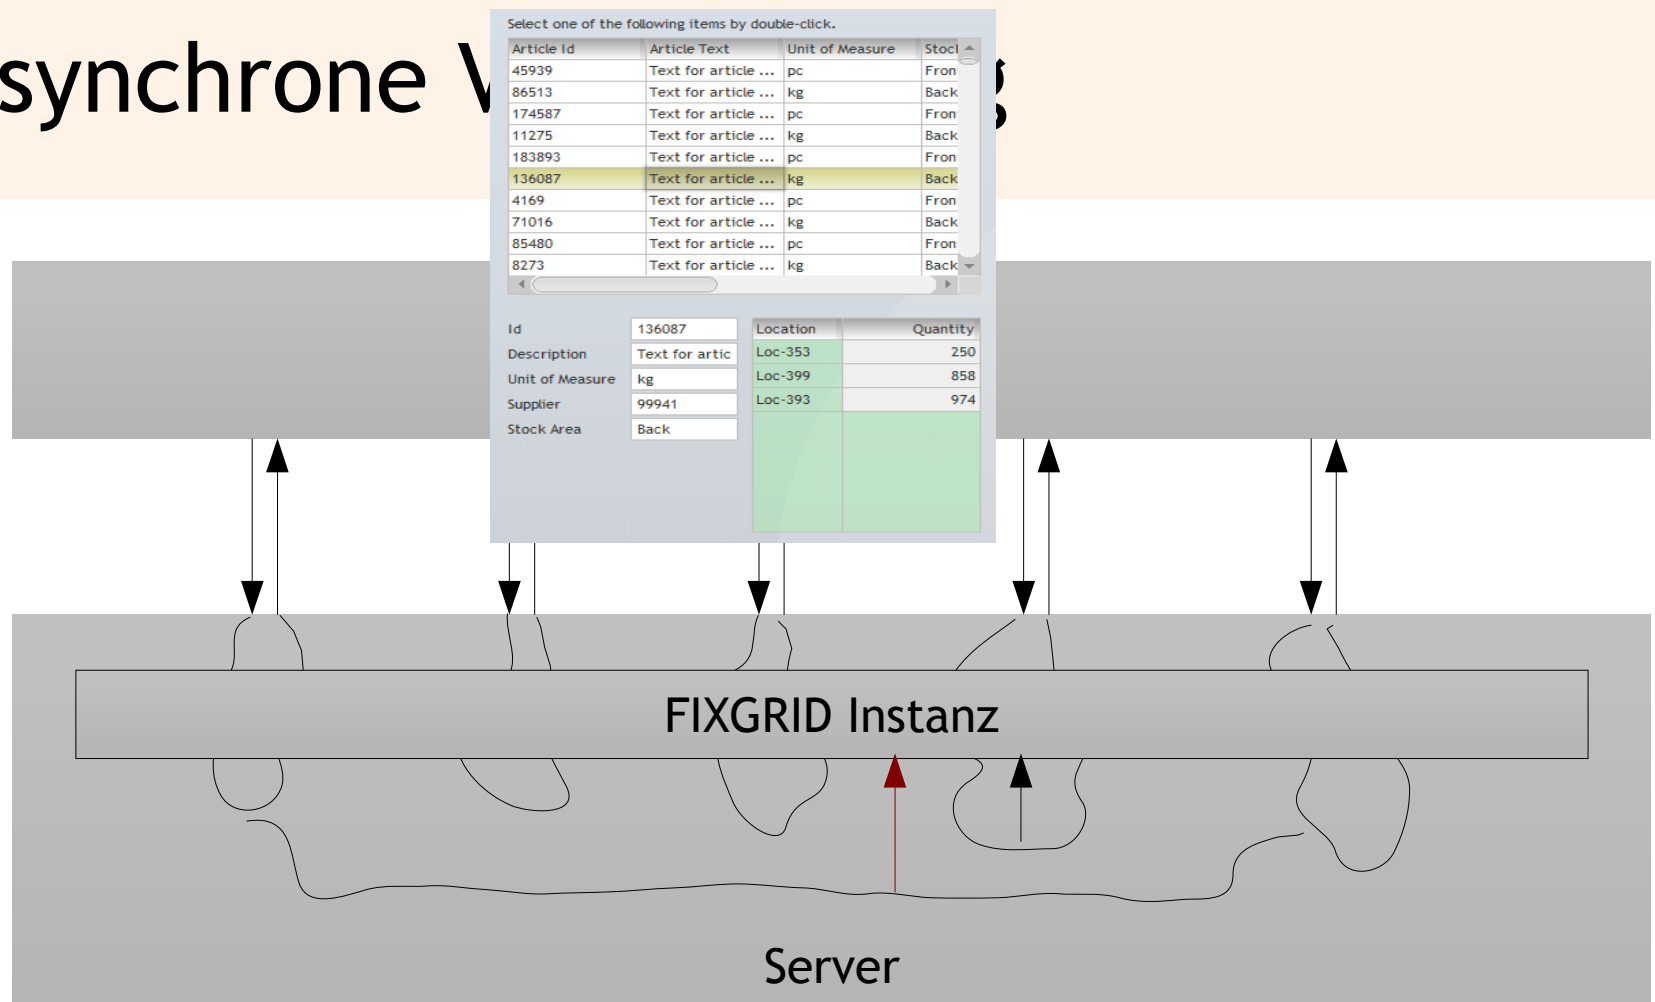 synchrone
Select one of the following items by double-click.
Article Id Article Text Unit of Measure Stocl
45939 Text for article ... pc Fron
86513 Text for article ... kg Back
174587 Text for article ... pc Fron
11275 Text for article ... kg Back
183893 Text for article ... pc Fron
136087 Text for article ... kg Back
4169 Text for article ... pc Fron
71016 Text for article ... kg Back
85480 Text for article ... pc Fron
8273 Text for article ... kg Back
Id 136087
Description Text for artic
Unit of Measure kg
Supplier 99941
Stock Area Back
Location Quantity
Loc-353 250
Loc-399 858
Loc-393 974
FIXGRID Instanz
Server